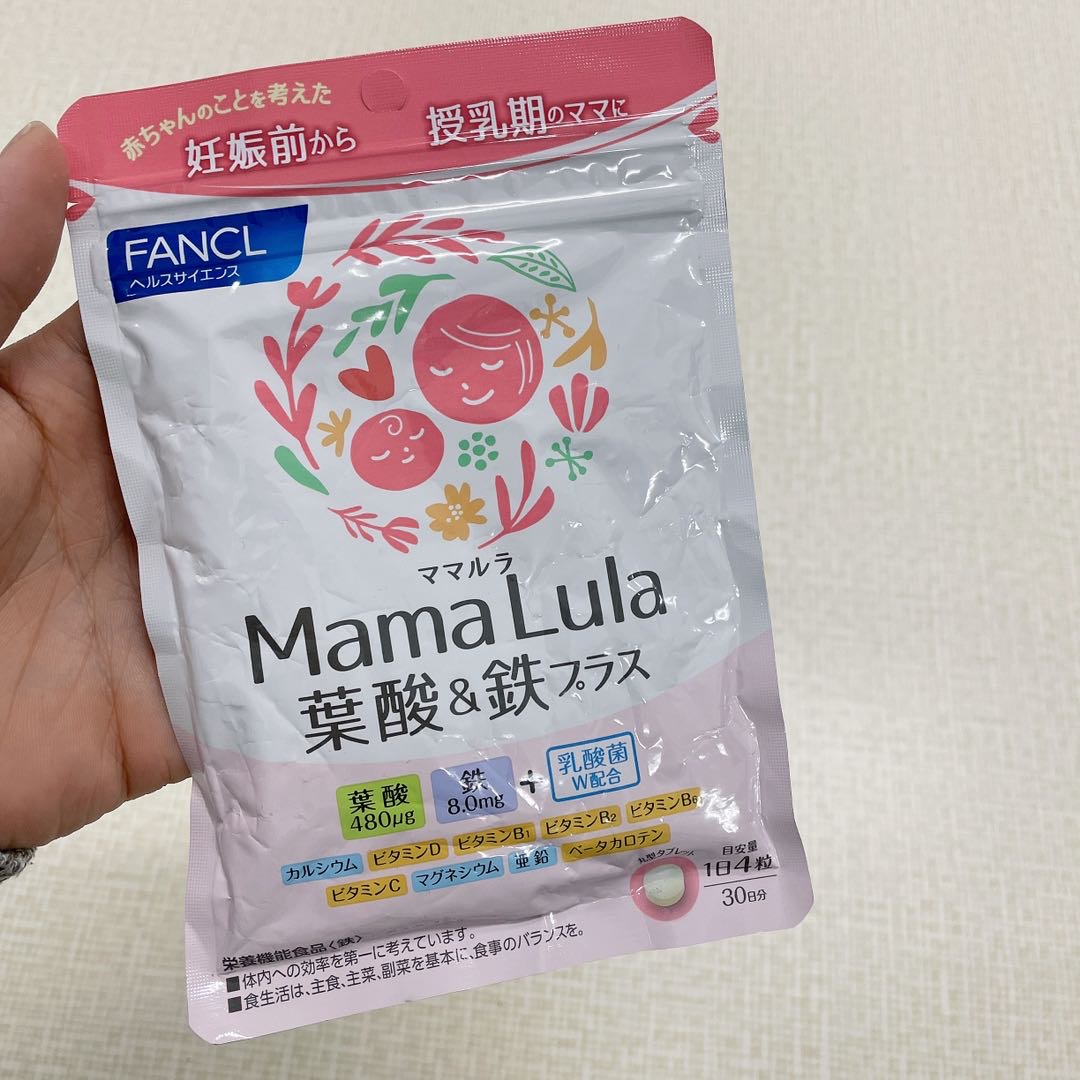 赤ちゃんのことを考えた
妊娠前から 授乳期のママに
FANCL
ヘルスサイエンス
ママルラ
Mama Lula
葉酸&鉄プラス
葉酸
480μg
鉄
8.0mg
+
乳酸菌
W配合
カルシウム ビタミンD ビタミンB1 ビタミンB2 ビタミンB6
ビタミンC マグネシウム 亜鉛 ベータカロテン
丸型タブレット
目安量
1日4粒
30日分
栄養機能食品〈鉄〉
■体内への効率を第一に考えています。
■食生活は、主食、主菜、副菜を基本に、食事のバランスを。